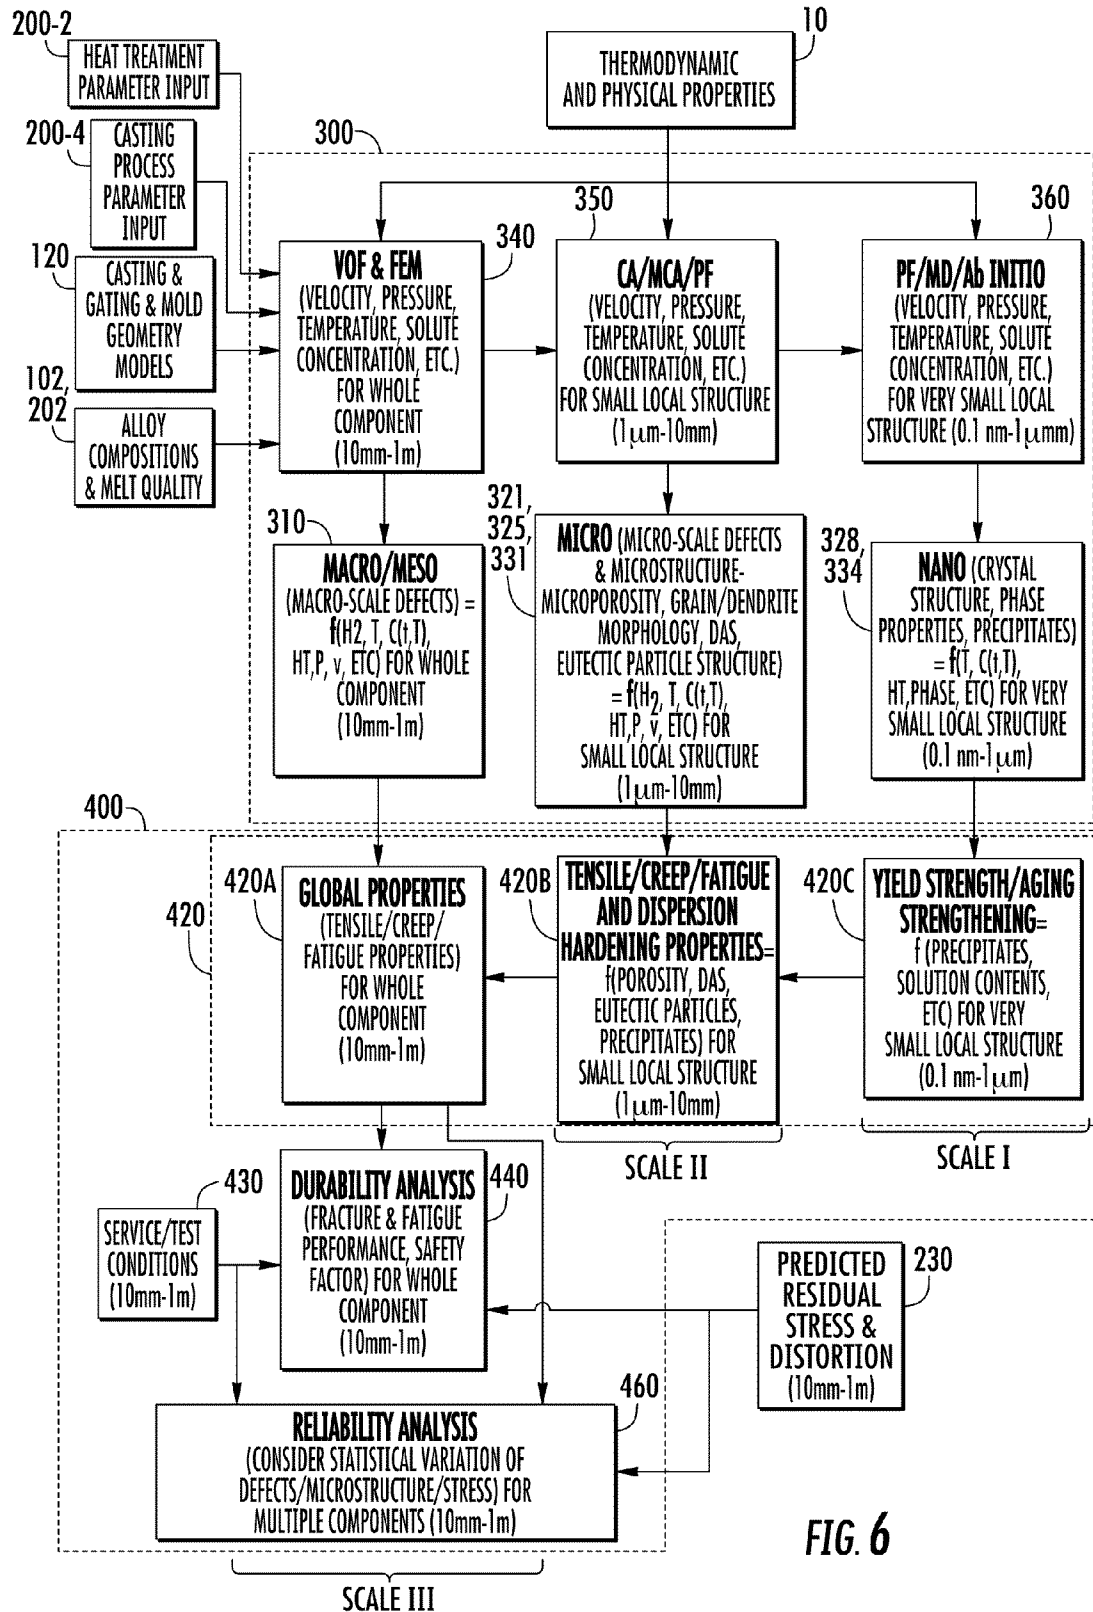 200-2
HEAT TREATMENT
PARAMETER INPUT
10
THERMODYNAMIC
AND PHYSICAL PROPERTIES
200-4
CASTING
PROCESS
PARAMETER
INPUT
300
120
CASTING &
GATING & MOLD
GEOMETRY
MODELS
102,
202
ALLOY
COMPOSITIONS
& MELT QUALITY
340
VOF & FEM
(VELOCITY, PRESSURE,
TEMPERATURE, SOLUTE
CONCENTRATION, ETC.)
FOR WHOLE
COMPONENT
(10mm-1m)
350
CA/MCA/PF
(VELOCITY, PRESSURE,
TEMPERATURE, SOLUTE
CONCENTRATION, ETC.)
FOR SMALL LOCAL STRUCTURE
(1µm-10mm)
360
PF/MD/Ab INITIO
(VELOCITY, PRESSURE,
TEMPERATURE, SOLUTE
CONCENTRATION, ETC.)
FOR VERY SMALL LOCAL
STRUCTURE (0.1 nm-1µmm)
310
MACRO/MESO
(MACRO-SCALE DEFECTS) =
f(H2, T, C(t,T),
HT,P, v, ETC) FOR WHOLE
COMPONENT
(10mm-1m)
321,
325,
331
MICRO (MICRO-SCALE DEFECTS
& MICROSTRUCTURE-
MICROPOROSITY, GRAIN/DENDRITE
MORPHOLOGY, DAS,
EUTECTIC PARTICLE STRUCTURE)
= f(H2, T, C(t,T),
HT,P, v, ETC) FOR
SMALL LOCAL STRUCTURE
(1µm-10mm)
328,
334
NANO (CRYSTAL
STRUCTURE, PHASE
PROPERTIES, PRECIPITATES)
= f(T, C(t,T),
HT,PHASE, ETC) FOR VERY
SMALL LOCAL STRUCTURE
(0.1 nm-1µm)
400
420
420A
GLOBAL PROPERTIES
(TENSILE/CREEP/
FATIGUE PROPERTIES)
FOR WHOLE
COMPONENT
(10mm-1m)
420B
TENSILE/CREEP/FATIGUE
AND DISPERSION
HARDENING PROPERTIES=
f(POROSITY, DAS,
EUTECTIC PARTICLES,
PRECIPITATES) FOR
SMALL LOCAL STRUCTURE
(1µm-10mm)
420C
YIELD STRENGTH/AGING
STRENGTHENING=
f (PRECIPITATES,
SOLUTION CONTENTS,
ETC) FOR VERY
SMALL LOCAL STRUCTURE
(0.1 nm-1µm)
SCALE II
SCALE I
430
SERVICE/TEST
CONDITIONS
(10mm-1m)
440
DURABILITY ANALYSIS
(FRACTURE & FATIGUE
PERFORMANCE, SAFETY
FACTOR) FOR WHOLE
COMPONENT
(10mm-1m)
230
PREDICTED
RESIDUAL
STRESS &
DISTORTION
(10mm-1m)
460
RELIABILITY ANALYSIS
(CONSIDER STATISTICAL VARIATION OF
DEFECTS/MICROSTRUCTURE/STRESS) FOR
MULTIPLE COMPONENTS (10mm-1m)
SCALE III
FIG. 6